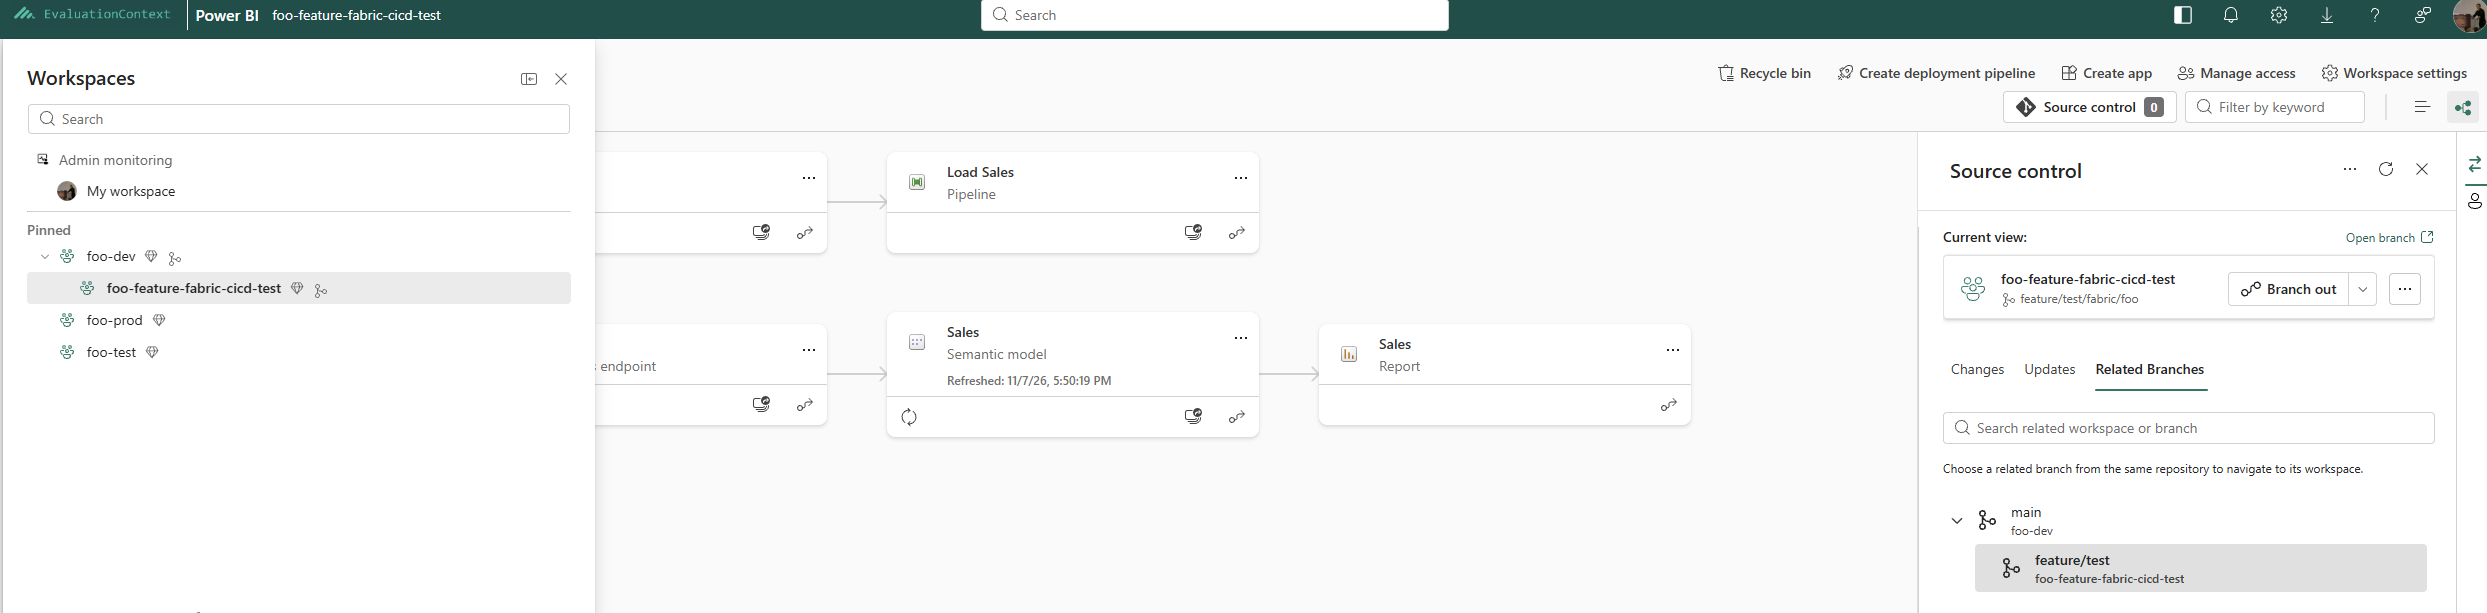 EvaluationContext
Power BI
foo-feature-fabric-cicd-test
Search
Workspaces
Search
Admin monitoring
My workspace
Pinned
foo-dev
foo-feature-fabric-cicd-test
foo-prod
foo-test
Recycle bin
Create deployment pipeline
Create app
Manage access
Workspace settings
Source control 0
Filter by keyword
Load Sales
Pipeline
endpoint
Sales
Semantic model
Refreshed: 11/7/26, 5:50:19 PM
Sales
Report
Source control
Current view:
Open branch
foo-feature-fabric-cicd-test
feature/test/fabric/foo
Branch out
Changes
Updates
Related Branches
Search related workspace or branch
Choose a related branch from the same repository to navigate to its workspace.
main
foo-dev
feature/test
foo-feature-fabric-cicd-test